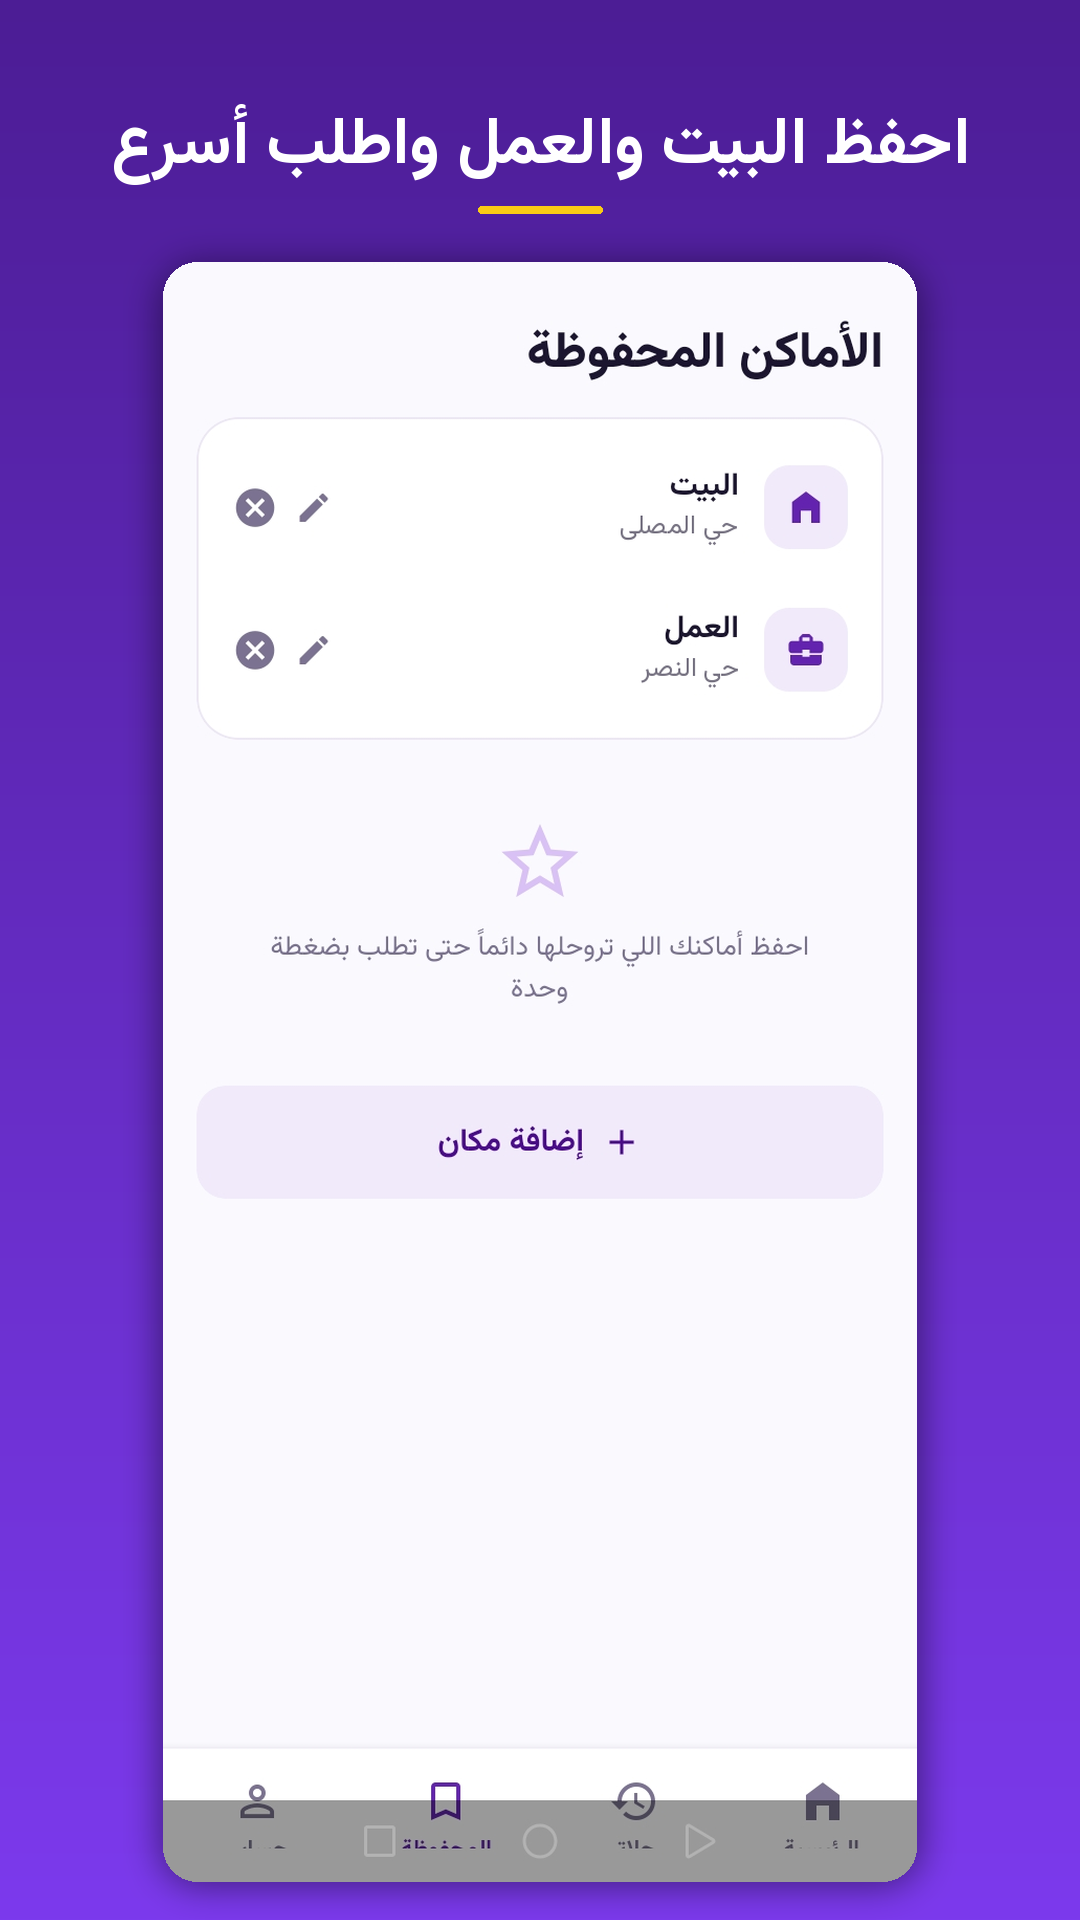 احفظ البيت والعمل واطلب أسرع
الأماكن المحفوظة
البيت
حي المصلى
العمل
حي النصر
احفظ أماكنك اللي تروحلها دائماً حتى تطلب بضغطة
وحدة
إضافة مكان
المحفوظة